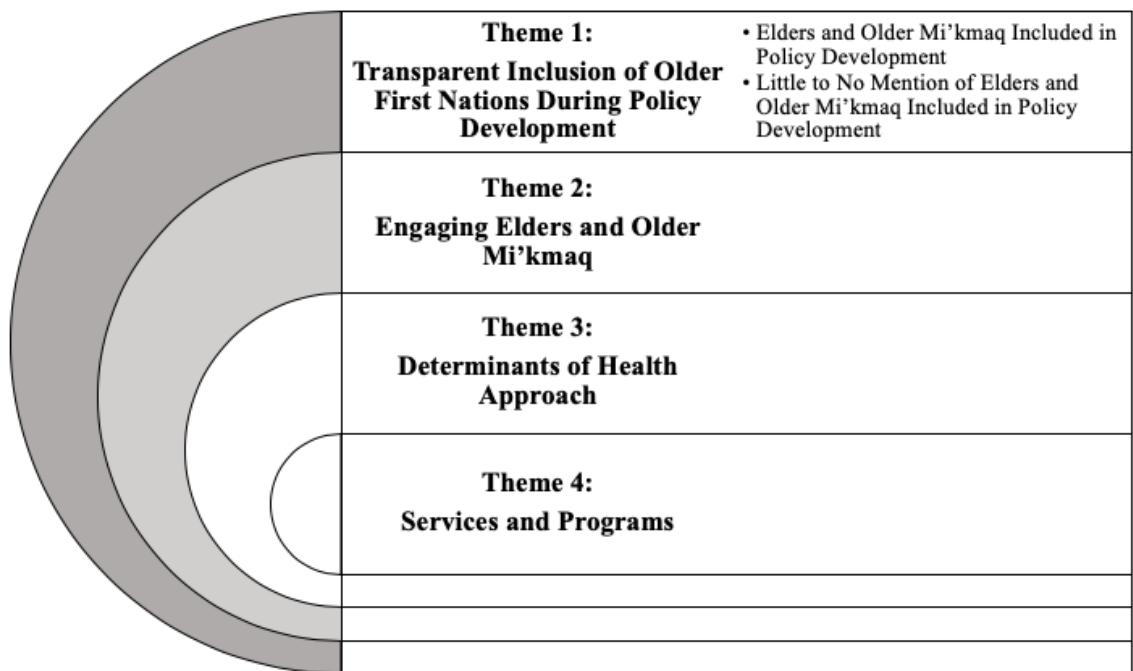 Theme 1:
Transparent Inclusion of Older
First Nations During Policy
Development
• Elders and Older Mi’kmaq Included in
Policy Development
• Little to No Mention of Elders and
Older Mi’kmaq Included in Policy
Development
Theme 2:
Engaging Elders and Older
Mi’kmaq
Theme 3:
Determinants of Health
Approach
Theme 4:
Services and Programs